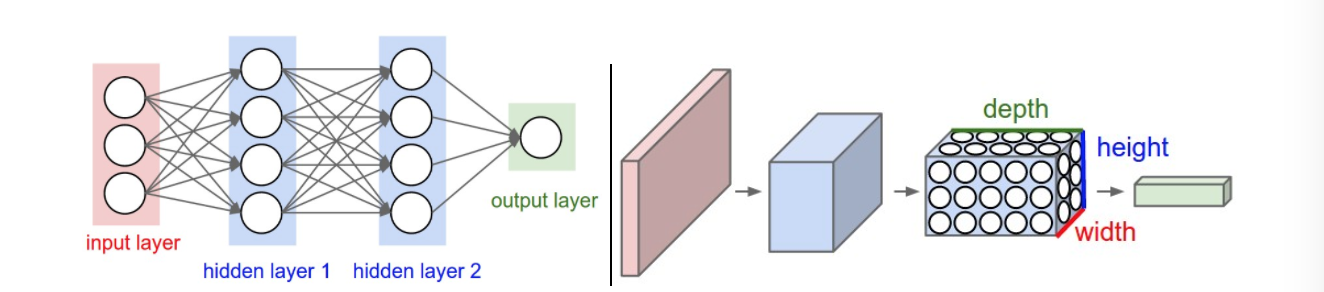 input layer
hidden layer 1
hidden layer 2
output layer
depth
height
width